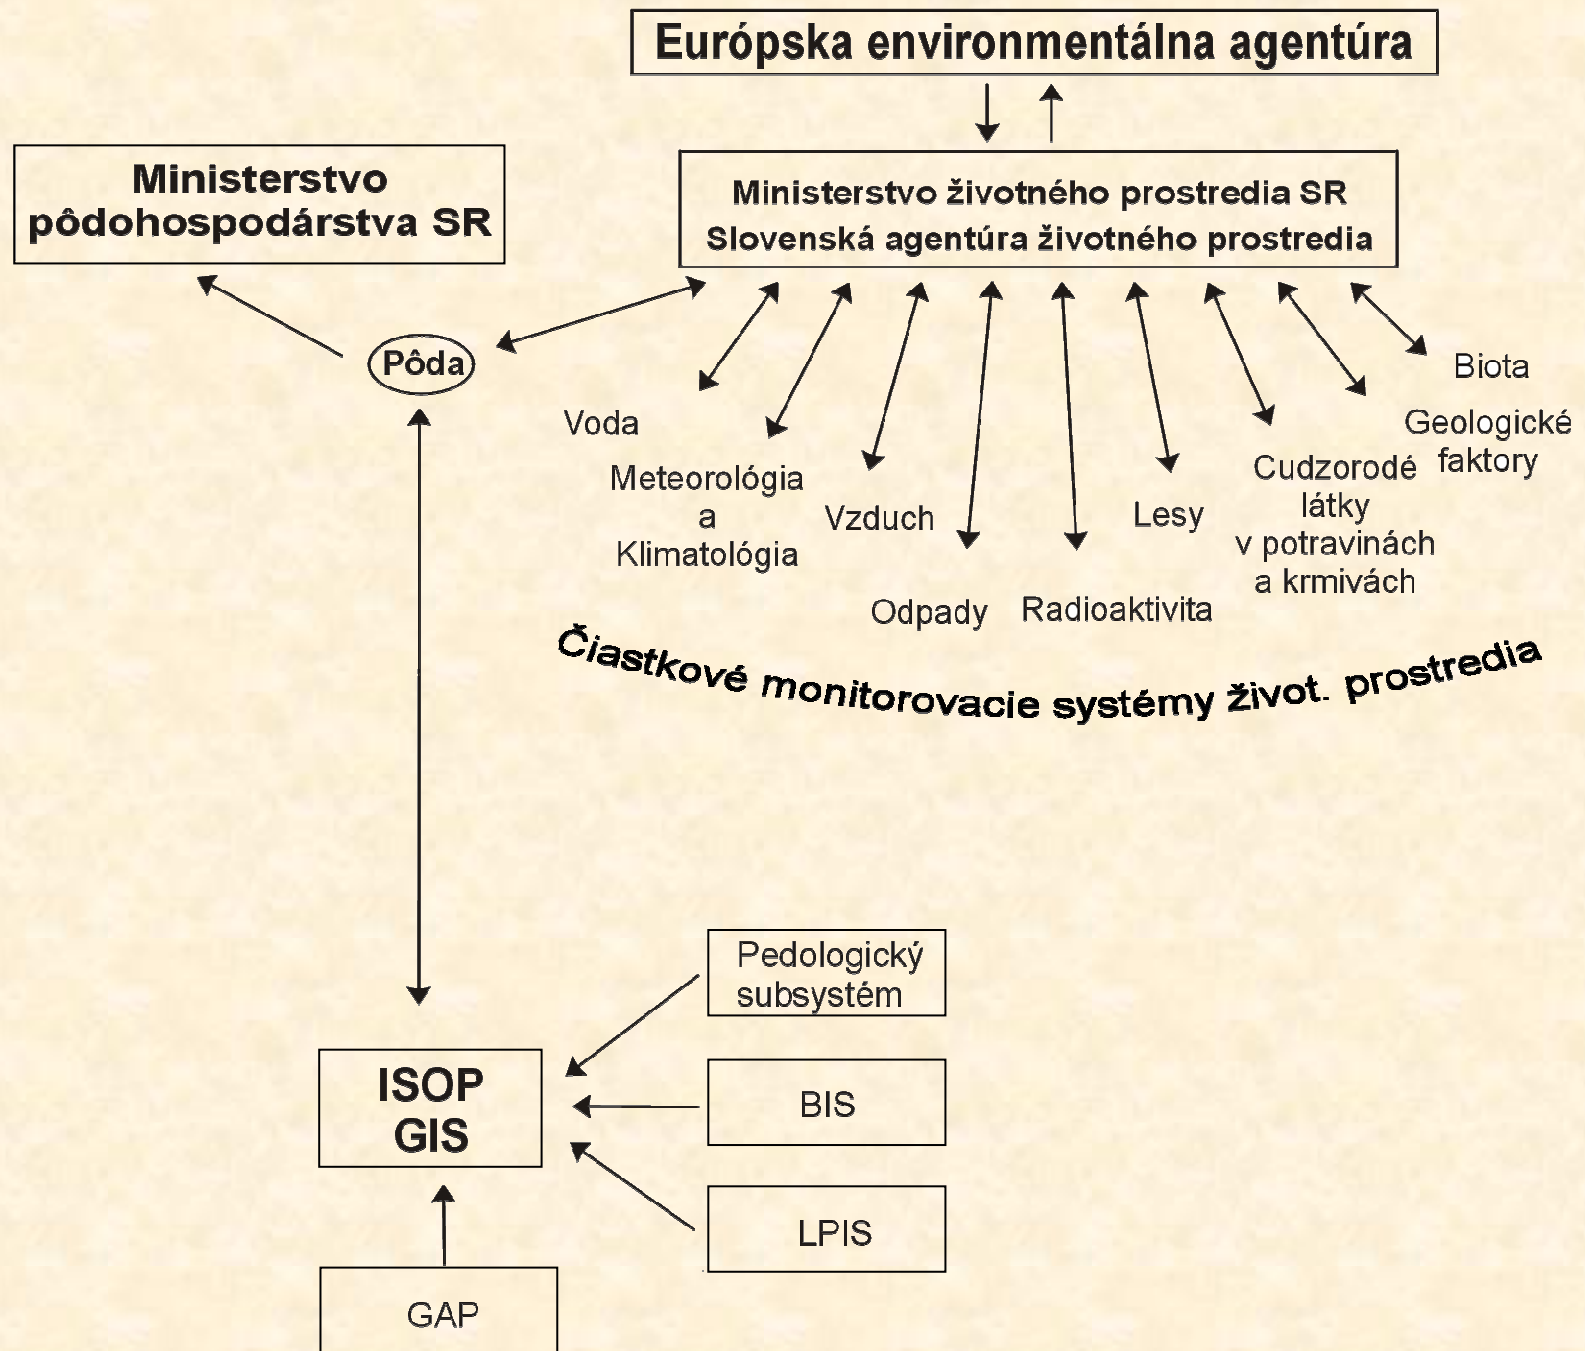 Európska environmentálna agentúra
Ministerstvo
pôdohospodárstva SR
Ministerstvo životného prostredia SR
Slovenská agentúra životného prostredia
Pôda
Voda
Meteorológia
a
Klimatológia
Vzduch
Odpady
Radioaktivita
Lesy
Cudzorodé
látky
v potravinách
a krmivách
Geologické
faktory
Biota
Čiastkové monitorovacie systémy život. prostredia
Pedologický
subsystém
ISOP
GIS
BIS
LPIS
GAP